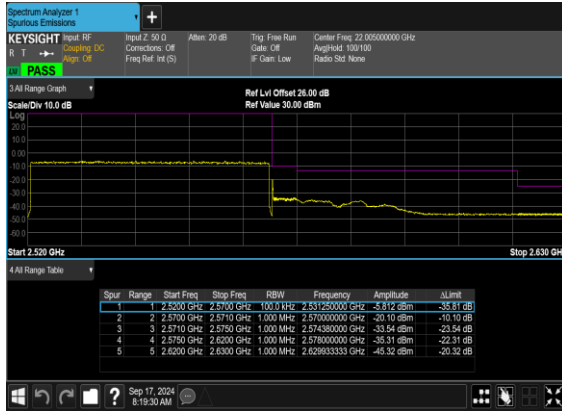 Spectrum Analyzer 1
Spurious Emissions
+
KEYSIGHT Input: RF Input Z: 50 Ω Atten: 20 dB Trig: Free Run Center Freq: 22.005000000 GHz
R T Coupling: DC Corrections: Off Gate: Off Avg|Hold: 100/100
Align: Off Freq Ref: Int (S) IF Gain: Low Radio Std: None
PASS
3 All Range Graph
Ref Lvl Offset 26.00 dB
Scale/Div 10.0 dB Ref Value 30.00 dBm
Log
20.0
10.0
0.00
-10.0
-20.0
-30.0
-40.0
-50.0
-60.0
Start 2.520 GHz Stop 2.630 GHz
4 All Range Table
Spur Range Start Freq Stop Freq RBW Frequency Amplitude ΔLimit
1 1 2.5200 GHz 2.5700 GHz 100.0 kHz 2.531250000 GHz -5.812 dBm -35.81 dB
2 2 2.5700 GHz 2.5710 GHz 1.000 MHz 2.570000000 GHz -20.10 dBm -10.10 dB
3 3 2.5710 GHz 2.5750 GHz 1.000 MHz 2.574380000 GHz -33.54 dBm -23.54 dB
4 4 2.5750 GHz 2.6200 GHz 1.000 MHz 2.578000000 GHz -35.31 dBm -22.31 dB
5 5 2.6200 GHz 2.6300 GHz 1.000 MHz 2.629933333 GHz -45.32 dBm -20.32 dB
? Sep 17, 2024
8:19:30 AM